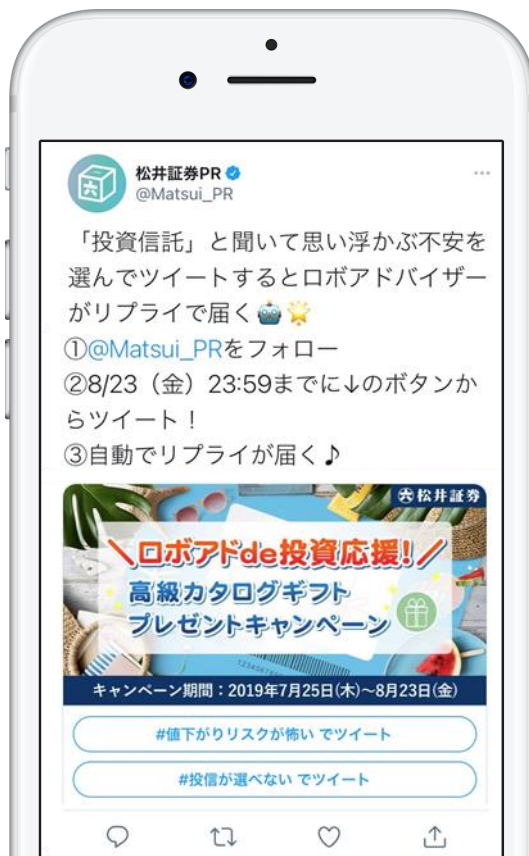 松井証券PR
@Matsui_PR
「投資信託」と聞いて思い浮かぶ不安を
選んでツイートするとロボアドバイザー
がリプライで届く🤖🌟
①@Matsui_PRをフォロー
②8/23（金）23:59までに↓のボタンか
らツイート！
③自動でリプライが届く♪
松井証券
＼ロボアドde投資応援!／
高級カタログギフト
プレゼントキャンペーン
キャンペーン期間：2019年7月25日(木)～8月23日(金)
#値下がりリスクが怖い でツイート
#投信が選べない でツイート